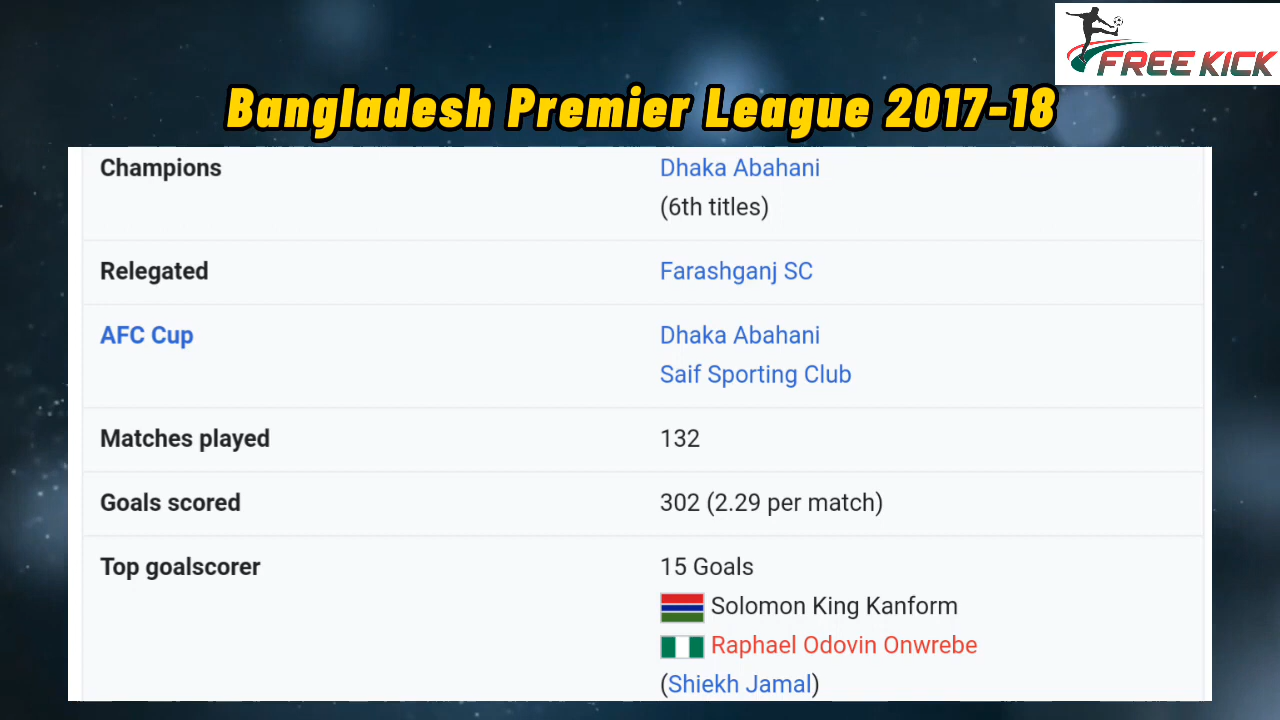 FREE KICK
Bangladesh Premier League 2017-18
Champions Dhaka Abahani
(6th titles)
Relegated Farashganj SC
AFC Cup Dhaka Abahani
Saif Sporting Club
Matches played 132
Goals scored 302 (2.29 per match)
Top goalscorer 15 Goals
Solomon King Kanform
Raphael Odovin Onwrebe
(Shiekh Jamal)